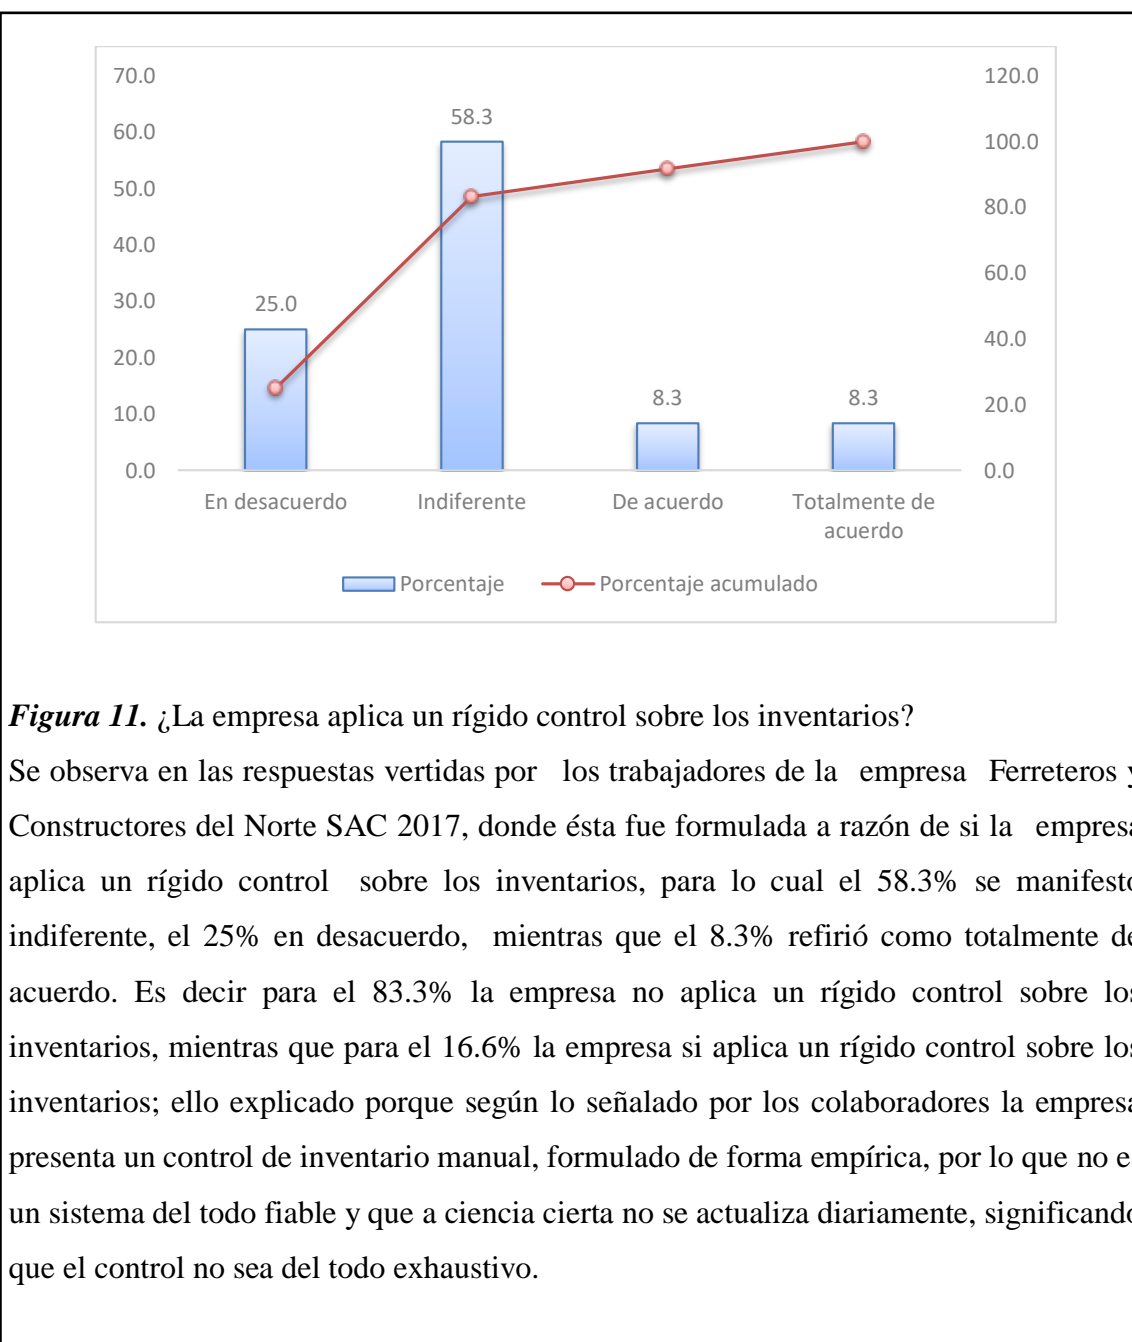 70.0
60.0
50.0
40.0
30.0
20.0
10.0
0.0
120.0
100.0
80.0
60.0
40.0
20.0
0.0
25.0
58.3
8.3
8.3
En desacuerdo
Indiferente
De acuerdo
Totalmente de
acuerdo
Porcentaje
Porcentaje acumulado
Figura 11. ¿La empresa aplica un rígido control sobre los inventarios?
Se observa en las respuestas vertidas por los trabajadores de la empresa Ferreteros y
Constructores del Norte SAC 2017, donde ésta fue formulada a razón de si la empresa
aplica un rígido control sobre los inventarios, para lo cual el 58.3% se manifesto
indiferente, el 25% en desacuerdo, mientras que el 8.3% refirió como totalmente de
acuerdo. Es decir para el 83.3% la empresa no aplica un rígido control sobre los
inventarios, mientras que para el 16.6% la empresa si aplica un rígido control sobre los
inventarios; ello explicado porque según lo señalado por los colaboradores la empresa
presenta un control de inventario manual, formulado de forma empírica, por lo que no
un sistema del todo fiable y que a ciencia cierta no se actualiza diariamente, significando
que el control no sea del todo exhaustivo.